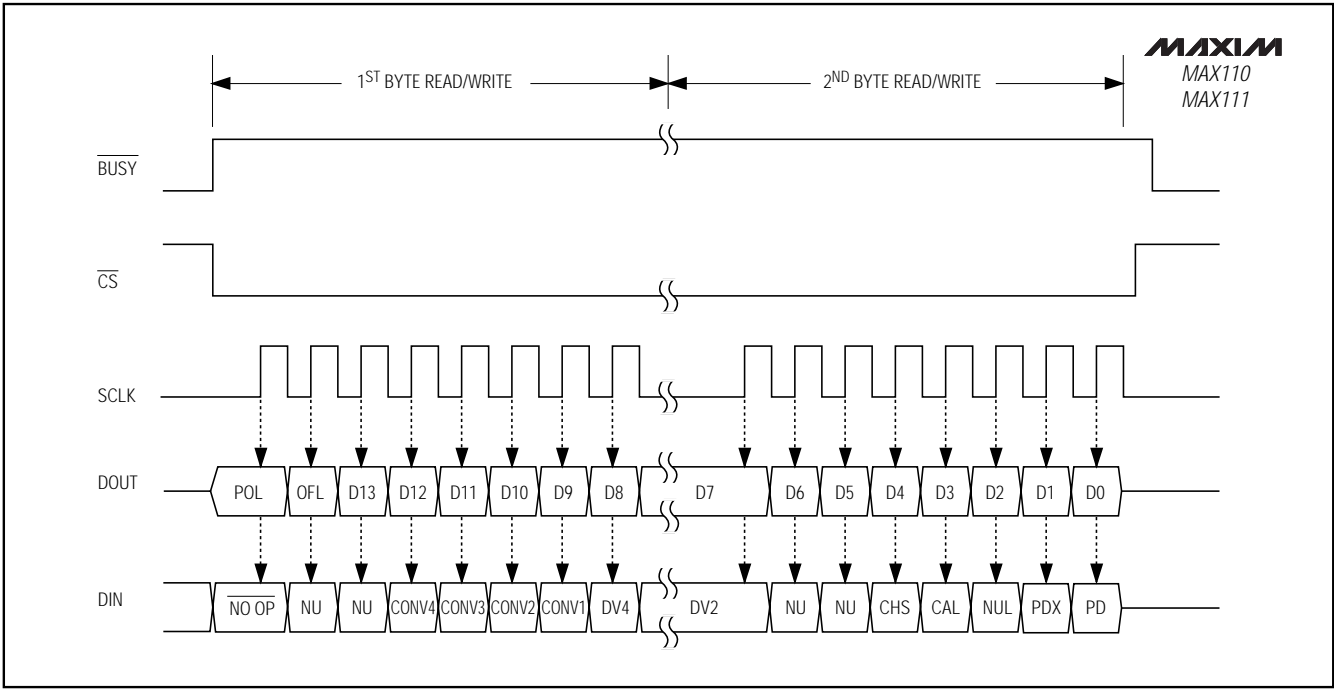 MAXIM
MAX110
MAX111
1ST BYTE READ/WRITE 2ND BYTE READ/WRITE
BUSY
CS
SCLK
DOUT POL OFL D13 D12 D11 D10 D9 D8 D7 D6 D5 D4 D3 D2 D1 D0
DIN NO OP NU NU CONV4 CONV3 CONV2 CONV1 DV4 DV2 NU NU CHS CAL NUL PDX PD